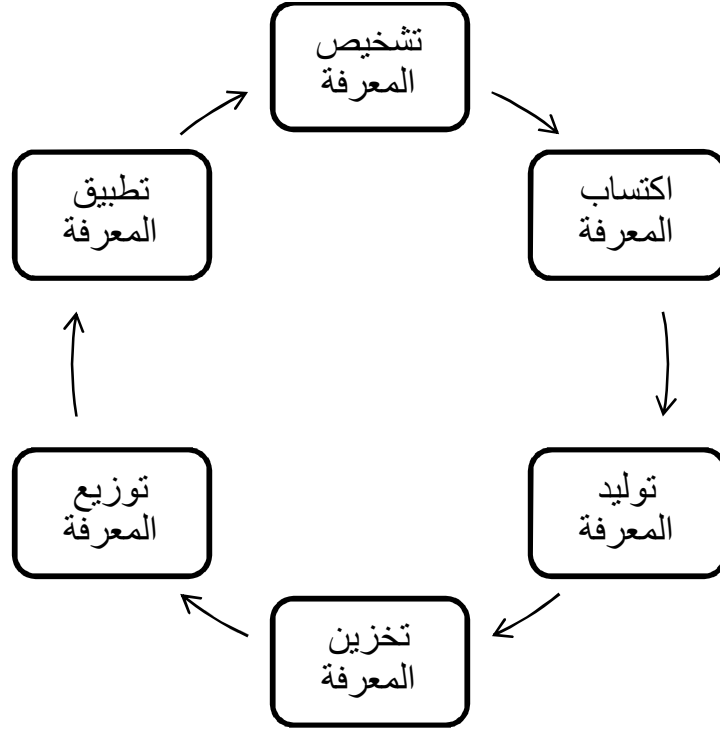 تشخيص
المعرفة
اكتساب
المعرفة
توليد
المعرفة
تخزين
المعرفة
توزيع
المعرفة
تطبيق
المعرفة